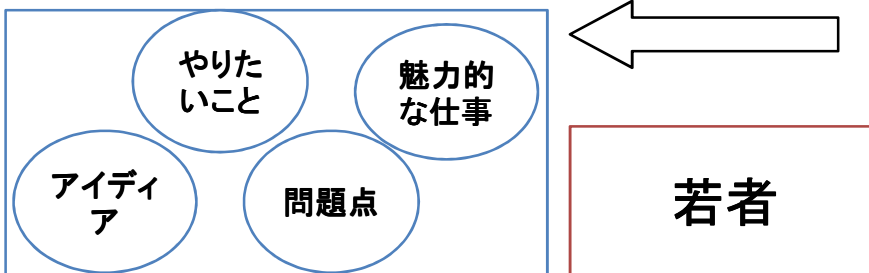 やりた
いこと
魅力的
な仕事
アイディ
ア
問題点
若者